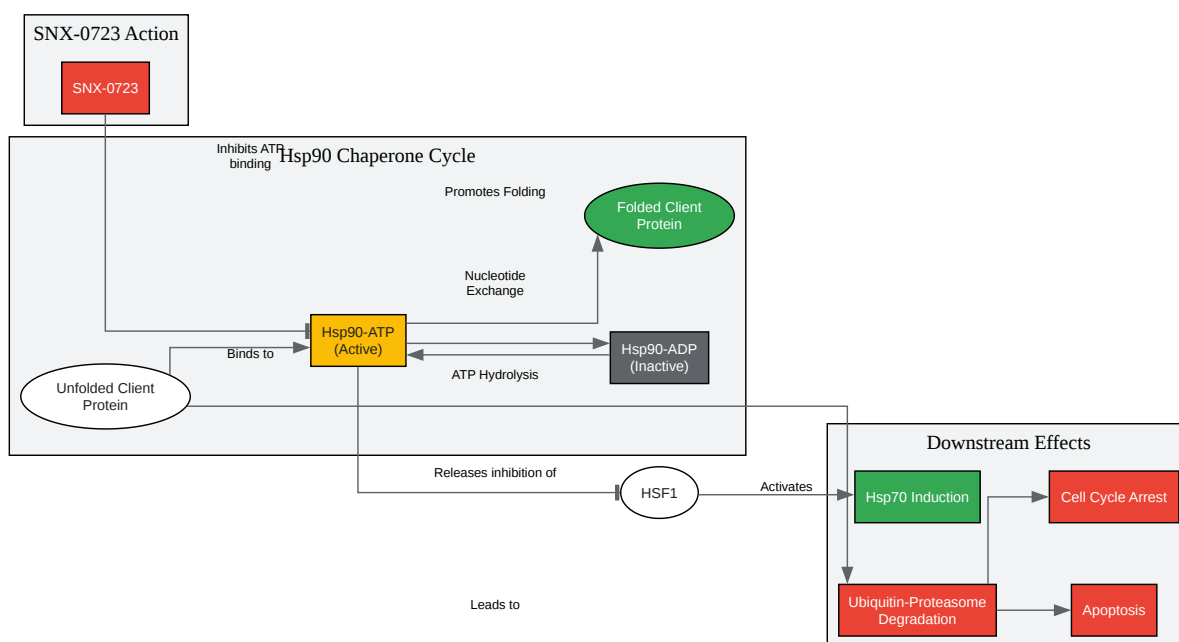 SNX-0723 Action
SNX-0723
Inhibits ATP
binding
Hsp90 Chaperone Cycle
Promotes Folding
Folded Client
Protein
Nucleotide
Exchange
Hsp90-ATP
(Active)
Hsp90-ADP
(Inactive)
Binds to
ATP Hydrolysis
Unfolded Client
Protein
Downstream Effects
Releases inhibition of
HSF1
Activates
Hsp70 Induction
Cell Cycle Arrest
Leads to
Ubiquitin-Proteasome
Degradation
Apoptosis